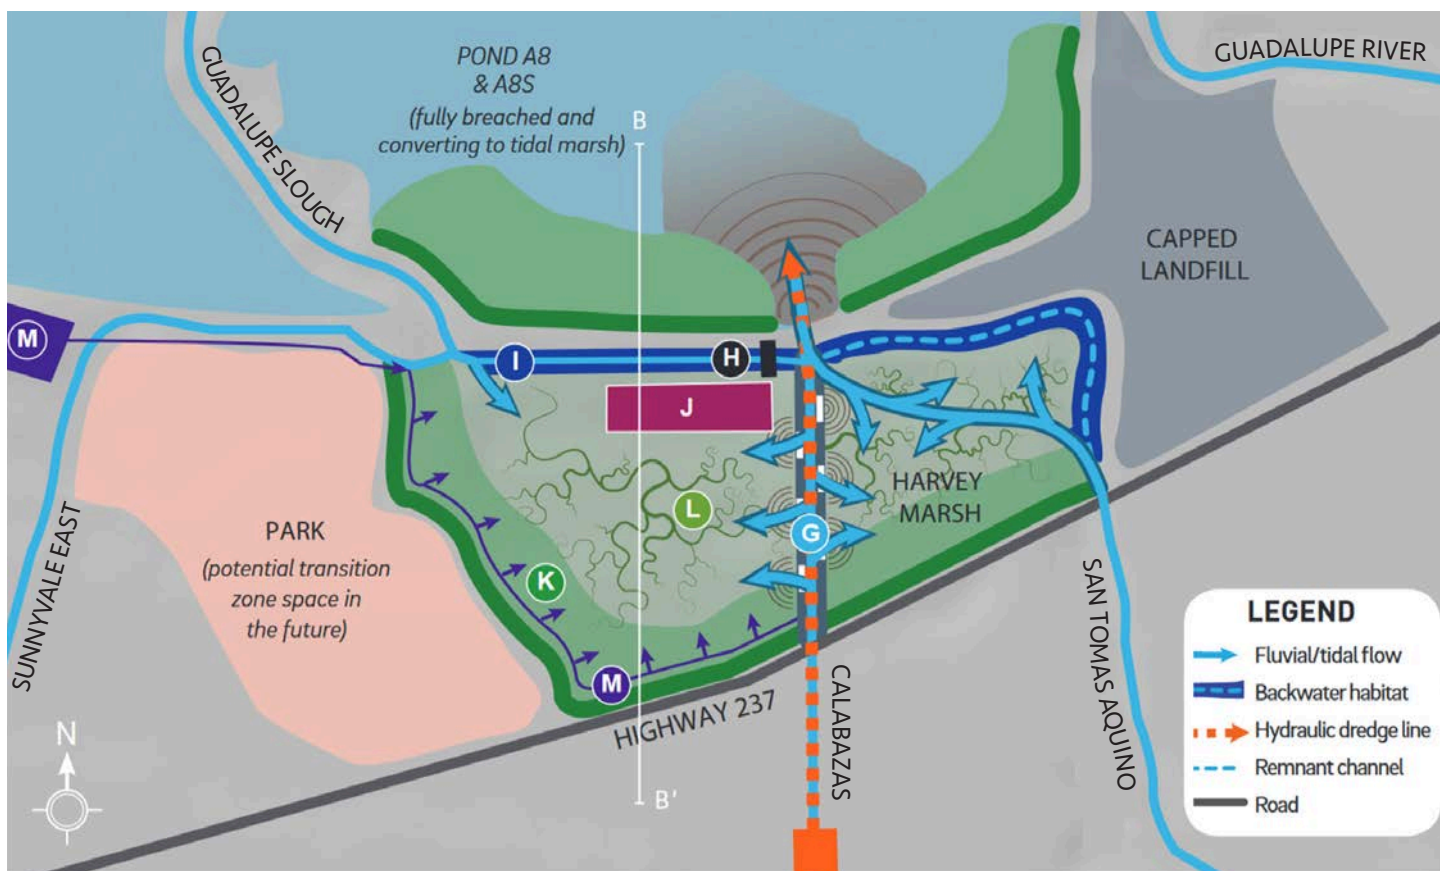 GUADALUPE RIVER
GUADALUPE SLOUGH
POND A8
& A8S
(fully breached and
converting to tidal marsh)
B
CAPPED
LANDFILL
M
I
H
J
L
HARVEY
MARSH
G
K
M
PARK
(potential transition
zone space in
the future)
SUNNYVALE EAST
HIGHWAY 237
CALABAZAS
SAN TOMAS AQUINO
B'
N
LEGEND
Fluvial/tidal flow
Backwater habitat
Hydraulic dredge line
Remnant channel
Road